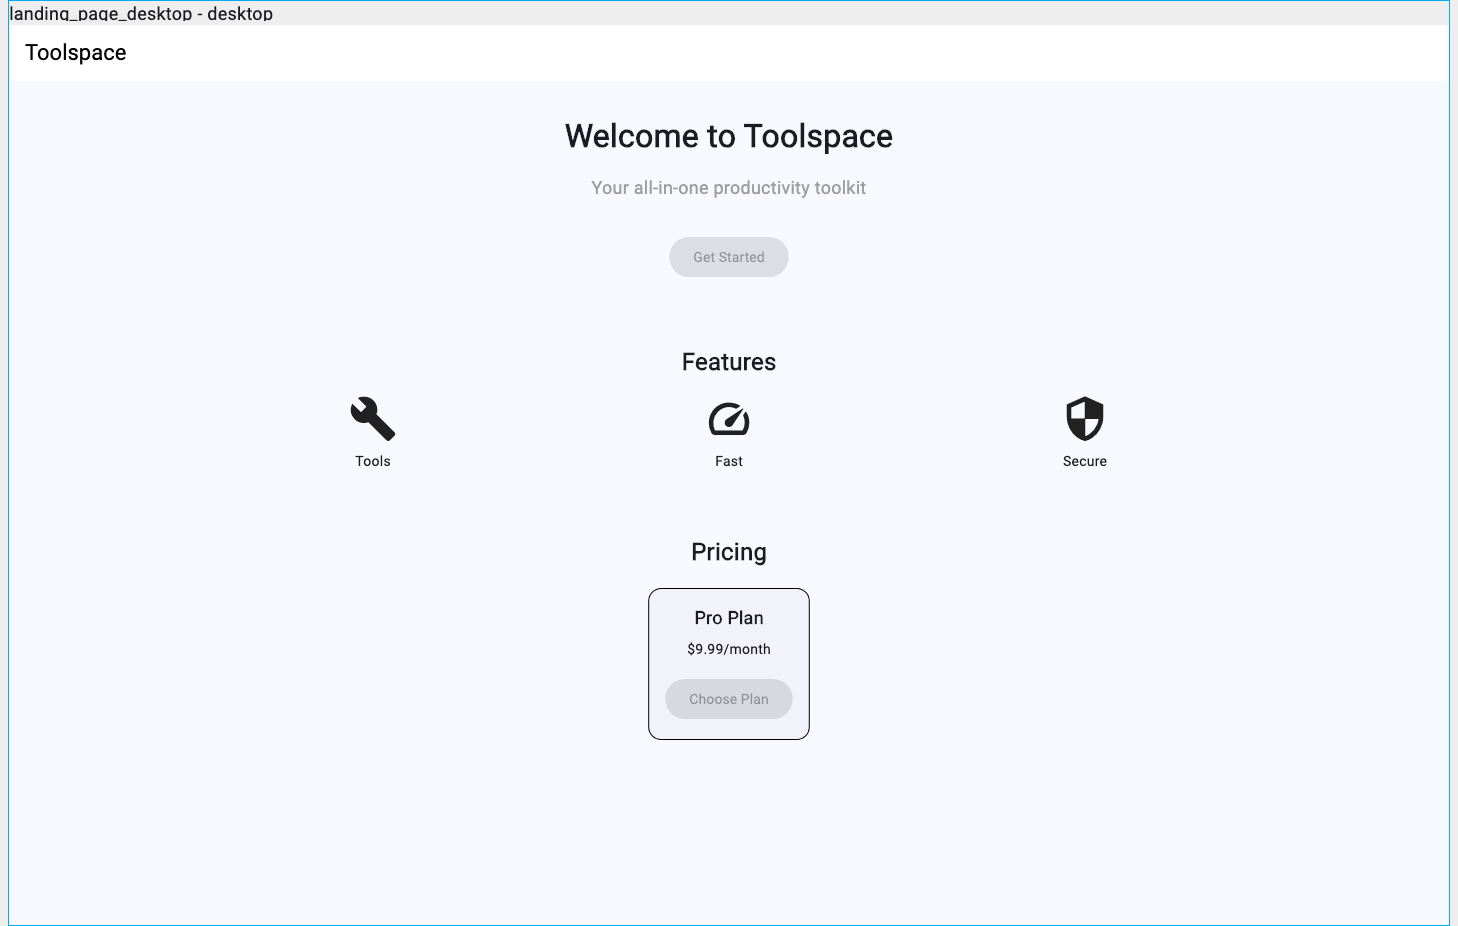 landing_page_desktop - desktop
Toolspace
Welcome to Toolspace
Your all-in-one productivity toolkit
Get Started
Features
Tools
Fast
Secure
Pricing
Pro Plan
$9.99/month
Choose Plan